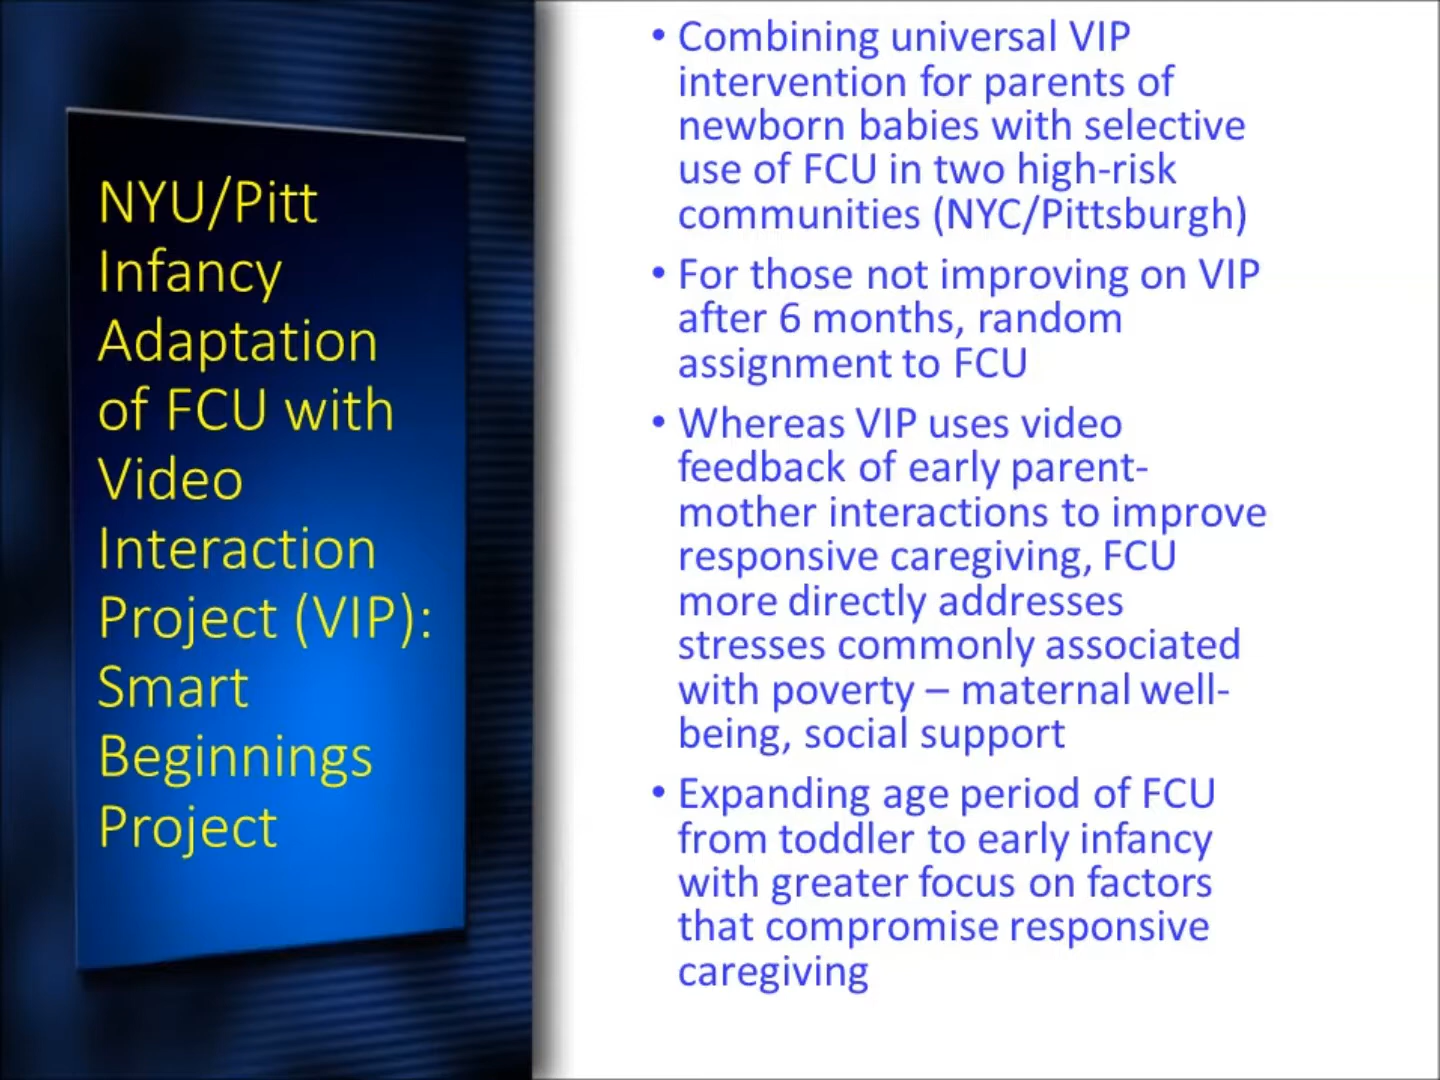 NYU/Pitt
Infancy
Adaptation
of FCU with
Video
Interaction
Project (VIP):
Smart
Beginnings
Project
• Combining universal VIP
intervention for parents of
newborn babies with selective
use of FCU in two high-risk
communities (NYC/Pittsburgh)
• For those not improving on VIP
after 6 months, random
assignment to FCU
• Whereas VIP uses video
feedback of early parent-
mother interactions to improve
responsive caregiving, FCU
more directly addresses
stresses commonly associated
with poverty – maternal well-
being, social support
• Expanding age period of FCU
from toddler to early infancy
with greater focus on factors
that compromise responsive
caregiving